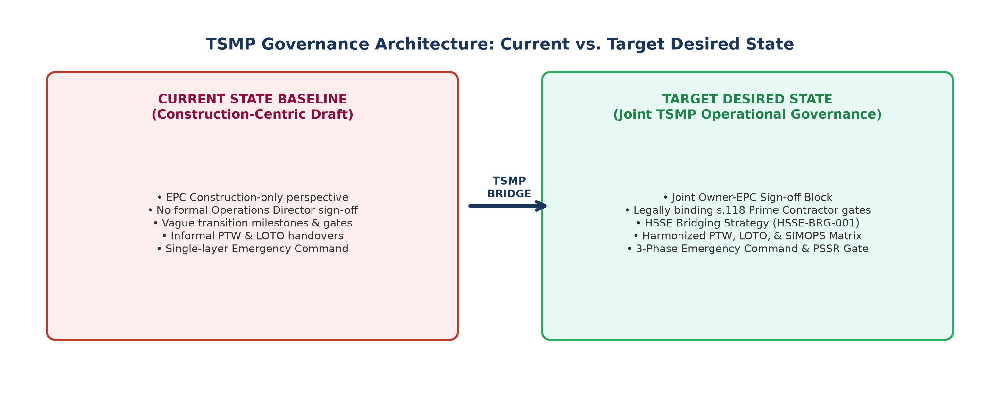 TSMP Governance Architecture: Current vs. Target Desired State
CURRENT STATE BASELINE
(Construction-Centric Draft)
• EPC Construction-only perspective
• No formal Operations Director sign-off
• Vague transition milestones & gates
• Informal PTW & LOTO handovers
• Single-layer Emergency Command
TSMP
BRIDGE
TARGET DESIRED STATE
(Joint TSMP Operational Governance)
• Joint Owner-EPC Sign-off Block
• Legally binding s.118 Prime Contractor gates
• HSSE Bridging Strategy (HSSE-BRG-001)
• Harmonized PTW, LOTO, & SIMOPS Matrix
• 3-Phase Emergency Command & PSSR Gate